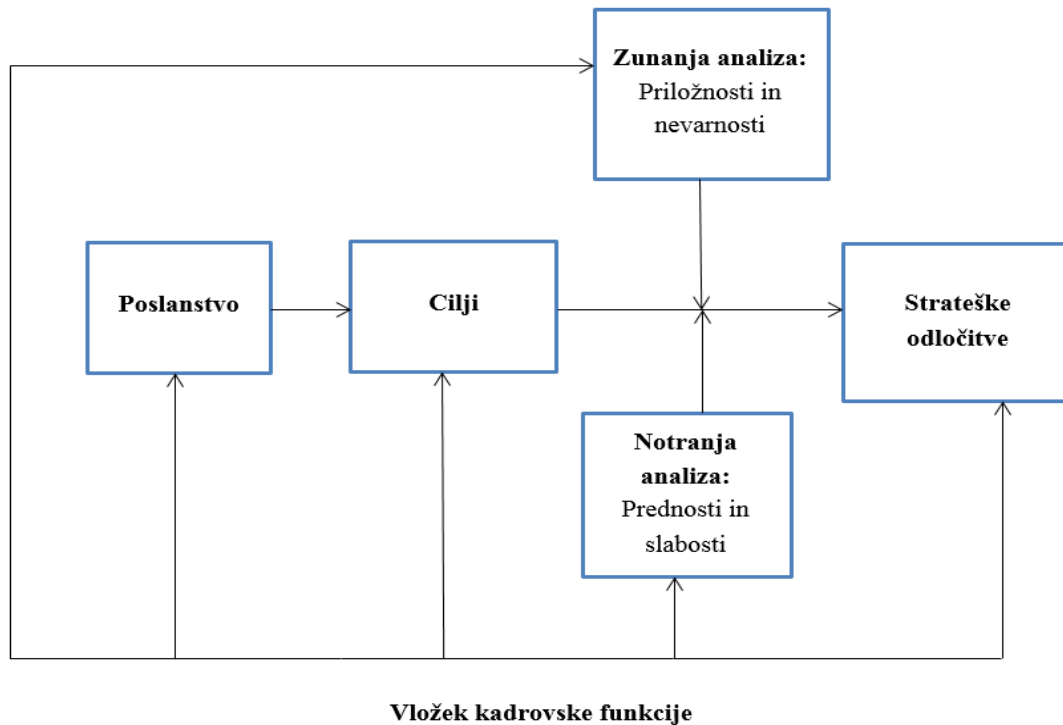 Zunanja analiza:
Priložnosti in
nevarnosti
Poslanstvo
Cilji
Strateške
odločitve
Notranja
analiza:
Prednosti in
slabosti
Vložek kadrovske funkcije